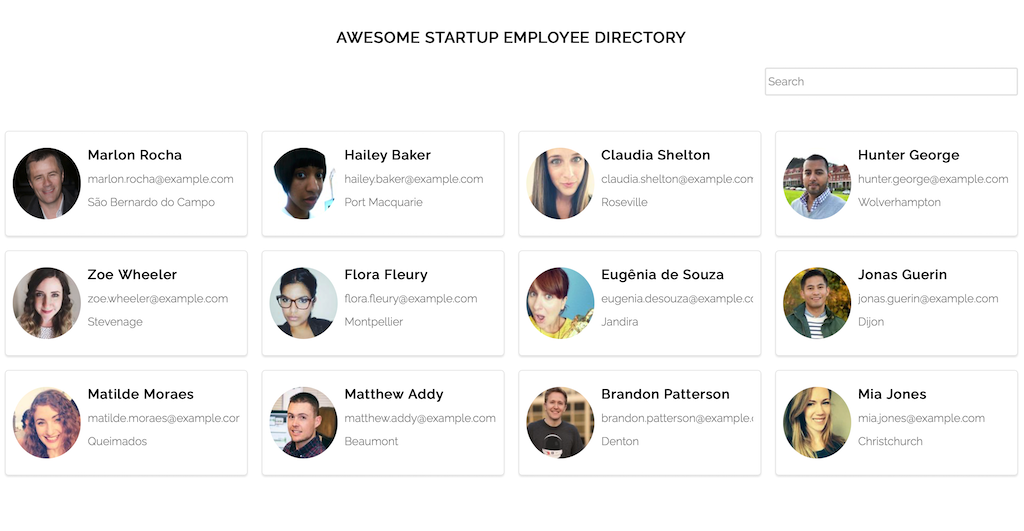 AWESOME STARTUP EMPLOYEE DIRECTORY
Search
Marlon Rocha
marlon.rocha@example.com
São Bernardo do Campo
Hailey Baker
hailey.baker@example.com
Port Macquarie
Claudia Shelton
claudia.shelton@example.com
Roseville
Hunter George
hunter.george@example.com
Wolverhampton
Zoe Wheeler
zoe.wheeler@example.com
Stevenage
Flora Fleury
flora.fleury@example.com
Montpellier
Eugênia de Souza
eugenia.desouza@example.cc
Jandira
Jonas Guerin
jonas.guerin@example.com
Dijon
Matilde Moraes
matilde.moraes@example.cor
Queimados
Matthew Addy
matthew.addy@example.com
Beaumont
Brandon Patterson
brandon.patterson@example.
Denton
Mia Jones
mia.jones@example.com
Christchurch